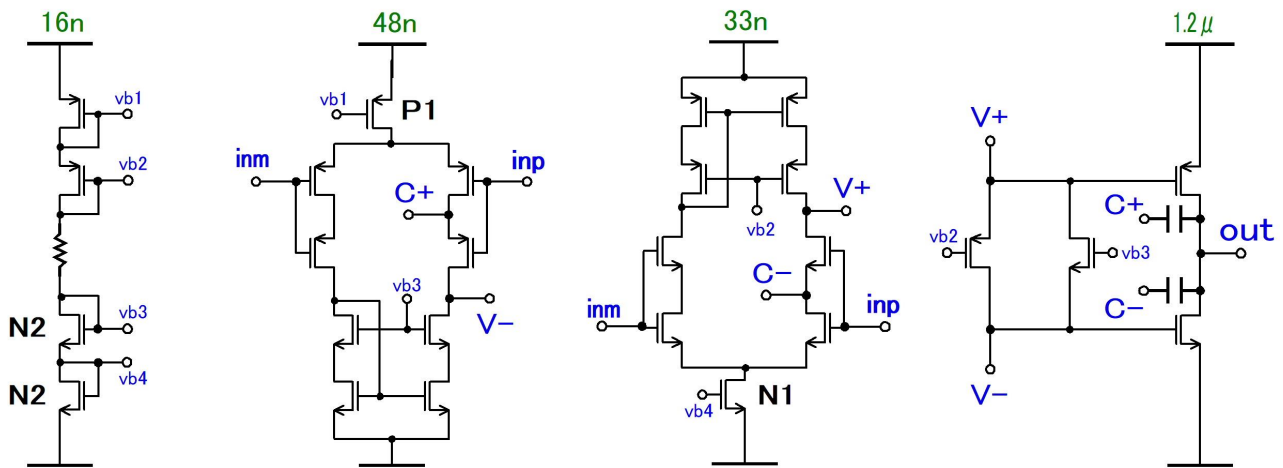 16n
vb1
vb2
N2
vb3
N2
vb4
48n
vb1
P1
inm
inp
C+
vb3
V-
33n
V+
vb2
C-
inm
inp
vb4
N1
1.2μ
V+
C+
vb2
vb3
out
C-
V-